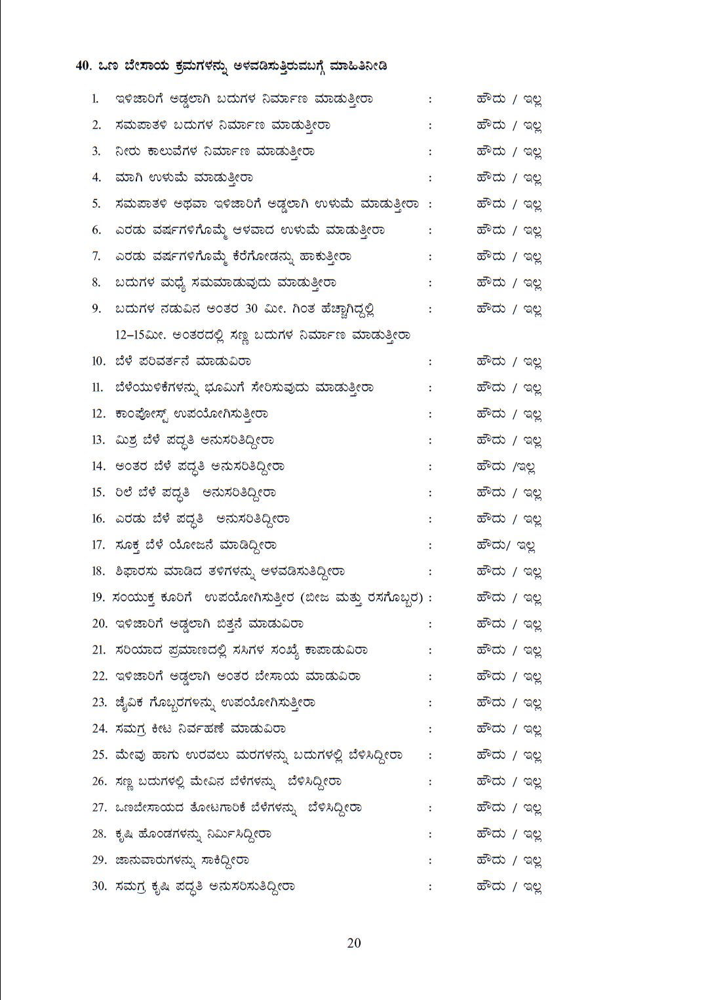 40. ಒಣ ಬೇಸಾಯ ಕ್ರಮಗಳನ್ನು ಅಳವಡಿಸುತ್ತಿರುವಬಗ್ಗೆ ಮಾಹಿತಿನೀಡಿ
1. ಇಳಿಜಾರಿಗೆ ಅಡ್ಡಲಾಗಿ ಬದುಗಳ ನಿರ್ಮಾಣ ಮಾಡುತ್ತೀರಾ : ಹೌದು / ಇಲ್ಲ
2. ಸಮಪಾತಳಿ ಬದುಗಳ ನಿರ್ಮಾಣ ಮಾಡುತ್ತೀರಾ : ಹೌದು / ಇಲ್ಲ
3. ನೀರು ಕಾಲುವೆಗಳ ನಿರ್ಮಾಣ ಮಾಡುತ್ತೀರಾ : ಹೌದು / ಇಲ್ಲ
4. ಮಾಗಿ ಉಳುಮೆ ಮಾಡುತ್ತೀರಾ : ಹೌದು / ಇಲ್ಲ
5. ಸಮಪಾತಳಿ ಅಥವಾ ಇಳಿಜಾರಿಗೆ ಅಡ್ಡಲಾಗಿ ಉಳುಮೆ ಮಾಡುತ್ತೀರಾ : ಹೌದು / ಇಲ್ಲ
6. ಎರಡು ವರ್ಷಗಳಿಗೊಮ್ಮೆ ಆಳವಾದ ಉಳುಮೆ ಮಾಡುತ್ತೀರಾ : ಹೌದು / ಇಲ್ಲ
7. ಎರಡು ವರ್ಷಗಳಿಗೊಮ್ಮೆ ಕೆರೆಗೋಡನ್ನು ಹಾಕುತ್ತೀರಾ : ಹೌದು / ಇಲ್ಲ
8. ಬದುಗಳ ಮಧ್ಯೆ ಸಮಮಾಡುವುದು ಮಾಡುತ್ತೀರಾ : ಹೌದು / ಇಲ್ಲ
9. ಬದುಗಳ ನಡುವಿನ ಅಂತರ 30 ಮೀ. ಗಿಂತ ಹೆಚ್ಚಾಗಿದ್ದಲ್ಲಿ : ಹೌದು / ಇಲ್ಲ
12–15ಮೀ. ಅಂತರದಲ್ಲಿ ಸಣ್ಣ ಬದುಗಳ ನಿರ್ಮಾಣ ಮಾಡುತ್ತೀರಾ
10. ಬೆಳೆ ಪರಿವರ್ತನೆ ಮಾಡುವಿರಾ : ಹೌದು / ಇಲ್ಲ
11. ಬೆಳೆಯುಳಿಕೆಗಳನ್ನು ಭೂಮಿಗೆ ಸೇರಿಸುವುದು ಮಾಡುತ್ತೀರಾ : ಹೌದು / ಇಲ್ಲ
12. ಕಾಂಪೋಸ್ಟ್ ಉಪಯೋಗಿಸುತ್ತೀರಾ : ಹೌದು / ಇಲ್ಲ
13. ಮಿಶ್ರ ಬೆಳೆ ಪದ್ಧತಿ ಅನುಸರಿತಿದ್ದೀರಾ : ಹೌದು / ಇಲ್ಲ
14. ಅಂತರ ಬೆಳೆ ಪದ್ಧತಿ ಅನುಸರಿತಿದ್ದೀರಾ : ಹೌದು /ಇಲ್ಲ
15. ರಿಲೆ ಬೆಳೆ ಪದ್ಧತಿ ಅನುಸರಿತಿದ್ದೀರಾ : ಹೌದು / ಇಲ್ಲ
16. ಎರಡು ಬೆಳೆ ಪದ್ಧತಿ ಅನುಸರಿತಿದ್ದೀರಾ : ಹೌದು / ಇಲ್ಲ
17. ಸೂಕ್ತ ಬೆಳೆ ಯೋಜನೆ ಮಾಡಿದ್ದೀರಾ : ಹೌದು/ ಇಲ್ಲ
18. ಶಿಫಾರಸು ಮಾಡಿದ ತಳಿಗಳನ್ನು ಅಳವಡಿಸುತಿದ್ದೀರಾ : ಹೌದು / ಇಲ್ಲ
19. ಸಂಯುಕ್ತ ಕೂರಿಗೆ ಉಪಯೋಗಿಸುತ್ತೀರ (ಬೀಜ ಮತ್ತು ರಸಗೊಬ್ಬರ) : ಹೌದು / ಇಲ್ಲ
20. ಇಳಿಜಾರಿಗೆ ಅಡ್ಡಲಾಗಿ ಬಿತ್ತನೆ ಮಾಡುವಿರಾ : ಹೌದು / ಇಲ್ಲ
21. ಸರಿಯಾದ ಪ್ರಮಾಣದಲ್ಲಿ ಸಸಿಗಳ ಸಂಖ್ಯೆ ಕಾಪಾಡುವಿರಾ : ಹೌದು / ಇಲ್ಲ
22. ಇಳಿಜಾರಿಗೆ ಅಡ್ಡಲಾಗಿ ಅಂತರ ಬೇಸಾಯ ಮಾಡುವಿರಾ : ಹೌದು / ಇಲ್ಲ
23. ಜೈವಿಕ ಗೊಬ್ಬರಗಳನ್ನು ಉಪಯೋಗಿಸುತ್ತೀರಾ : ಹೌದು / ಇಲ್ಲ
24. ಸಮಗ್ರ ಕೀಟ ನಿರ್ವಹಣೆ ಮಾಡುವಿರಾ : ಹೌದು / ಇಲ್ಲ
25. ಮೇವು ಹಾಗು ಉರವಲು ಮರಗಳನ್ನು ಬದುಗಳಲ್ಲಿ ಬೆಳೆಸಿದ್ದೀರಾ : ಹೌದು / ಇಲ್ಲ
26. ಸಣ್ಣ ಬದುಗಳಲ್ಲಿ ಮೇವಿನ ಬೆಳೆಗಳನ್ನು ಬೆಳೆಸಿದ್ದೀರಾ : ಹೌದು / ಇಲ್ಲ
27. ಒಣಬೇಸಾಯದ ತೋಟಗಾರಿಕೆ ಬೆಳೆಗಳನ್ನು ಬೆಳೆಸಿದ್ದೀರಾ : ಹೌದು / ಇಲ್ಲ
28. ಕೃಷಿ ಹೊಂಡಗಳನ್ನು ನಿರ್ಮಿಸಿದ್ದೀರಾ : ಹೌದು / ಇಲ್ಲ
29. ಜಾನುವಾರುಗಳನ್ನು ಸಾಕಿದ್ದೀರಾ : ಹೌದು / ಇಲ್ಲ
30. ಸಮಗ್ರ ಕೃಷಿ ಪದ್ಧತಿ ಅನುಸರಿಸುತಿದ್ದೀರಾ : ಹೌದು / ಇಲ್ಲ
20